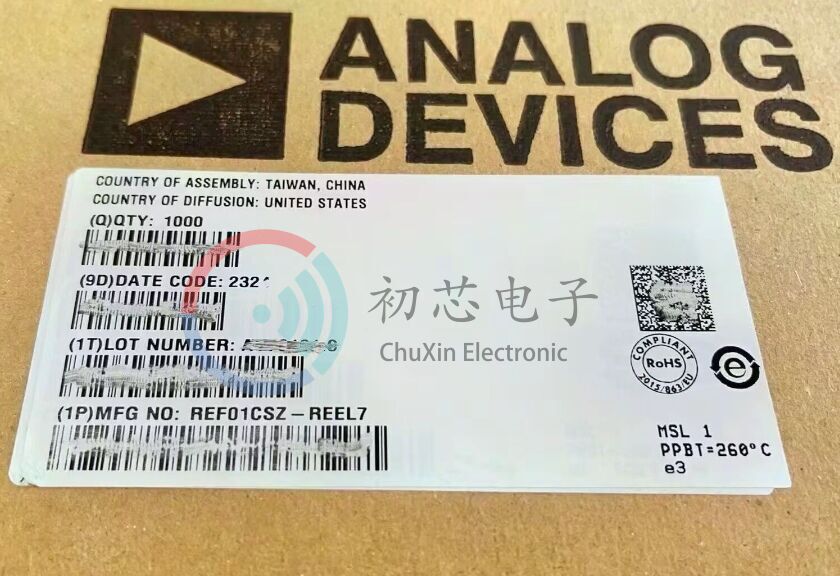 ANALOG
DEVICES
COUNTRY OF ASSEMBLY: TAIWAN, CHINA
COUNTRY OF DIFFUSION: UNITED STATES
(Q)QTY: 1000
(9D)DATE CODE:
(1T)LOT NUMBER:
(1P)MFG NO: REF01CSZ-REEL7
初芯电子
ChuXin Electronic
COMPLIANT
RoHS
2015/863/EU
e
MSL 1
PPBT=260°C
e3